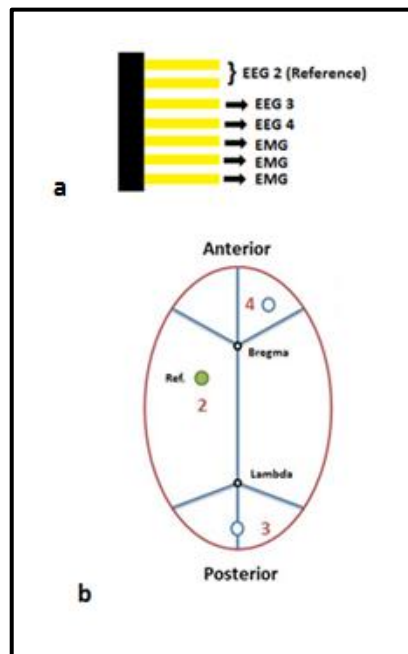 } EEG 2 (Reference)
EEG 3
EEG 4
EMG
EMG
EMG
a
Anterior
4
Bregma
Ref.
2
Lambda
3
Posterior
b